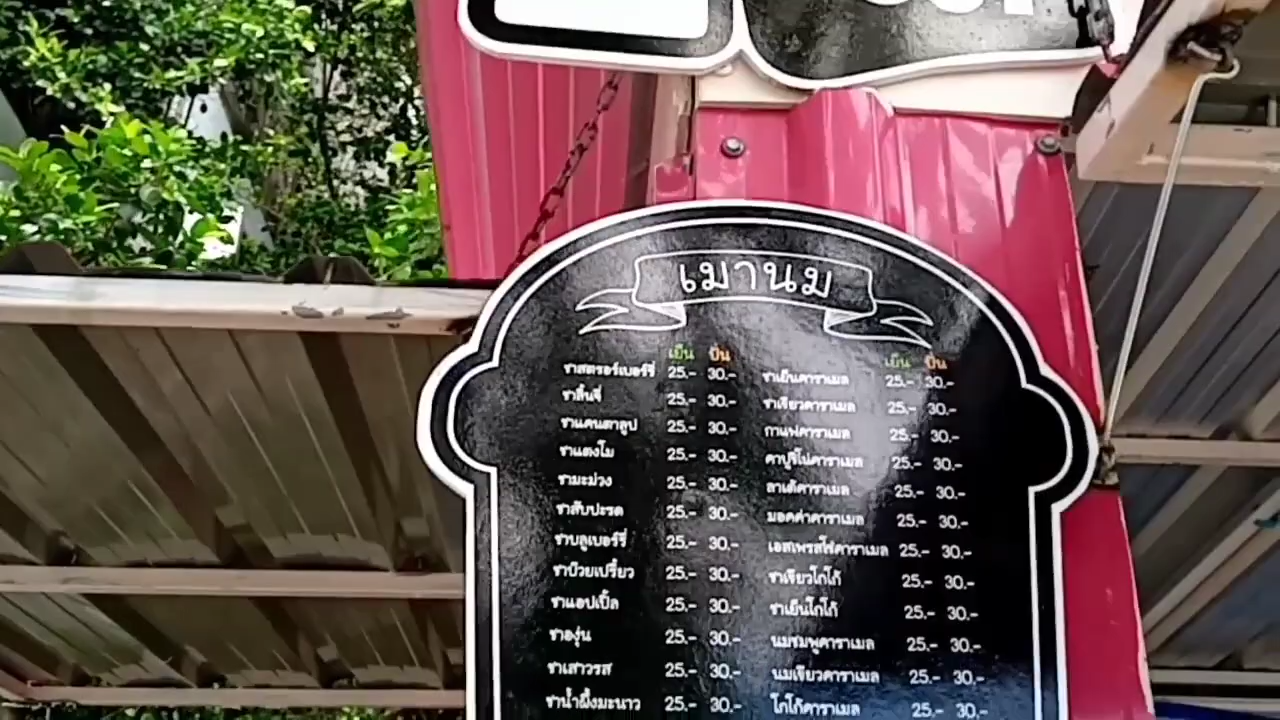 เมานม
เย็น ปั่น
ชาสตรอร์เบอร์รี่ 25.- 30.-
ชาลิ้นจี่ 25.- 30.-
ชาแคนตาลูป 25.- 30.-
ชาแตงโม 25.- 30.-
ชามะม่วง 25.- 30.-
ชาสับปะรด 25.- 30.-
ชาบลูเบอร์รี่ 25.- 30.-
ชาบ๊วยเปรี้ยว 25.- 30.-
ชาแอปเปิ้ล 25.- 30.-
ชาองุ่น 25.- 30.-
ชาเสาวรส 25.- 30.-
ชาน้ำผึ้งมะนาว 25.- 30.-
เย็น ปั่น
ชาเย็นคาราเมล 25.- 30.-
ชาเขียวคาราเมล 25.- 30.-
กาแฟคาราเมล 25.- 30.-
คาปูชิโน่คาราเมล 25.- 30.-
ลาเต้คาราเมล 25.- 30.-
มอคค่าคาราเมล 25.- 30.-
เอสเพรสโซ่คาราเมล 25.- 30.-
ชาเขียวโกโก้ 25.- 30.-
ชาเย็นโกโก้ 25.- 30.-
นมชมพูคาราเมล 25.- 30.-
นมเขียวคาราเมล 25.- 30.-
โกโก้คาราเมล 25.- 30.-